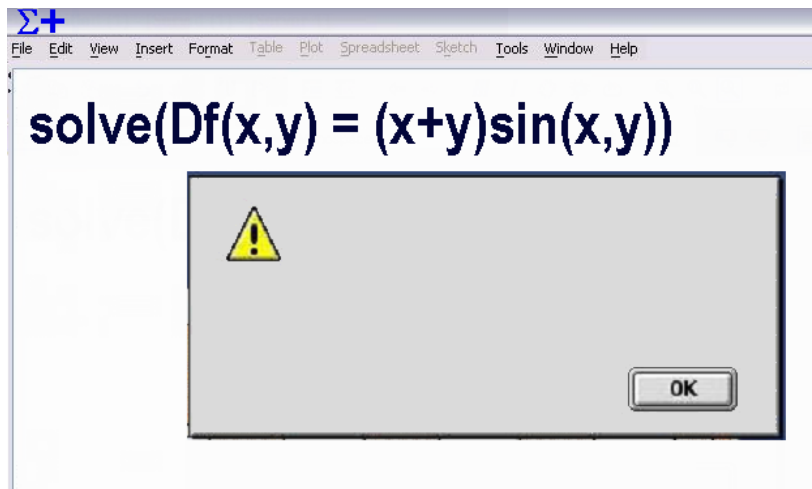 Σ+
File Edit View Insert Format Table Plot Spreadsheet Sketch Tools Window Help
solve(Df(x,y) = (x+y)sin(x,y))
OK